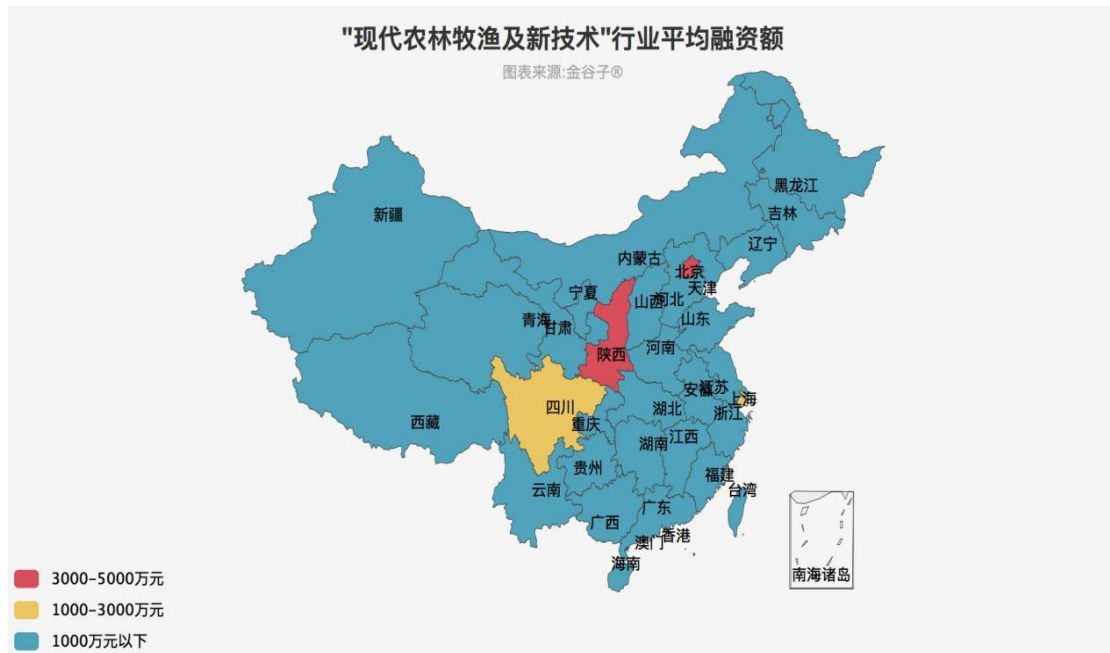 "现代农林牧渔及新技术"行业平均融资额
图表来源:金谷子®
黑龙江
吉林
新疆
辽宁
内蒙古
北京
天津
宁夏
山西
河北
青海
甘肃
山东
陕西
河南
安徽
江苏
上海
四川
湖北
浙江
西藏
重庆
湖南
江西
贵州
福建
云南
台湾
广东
广西
香港
澳门
海南
南海诸岛
3000-5000万元
1000-3000万元
1000万元以下